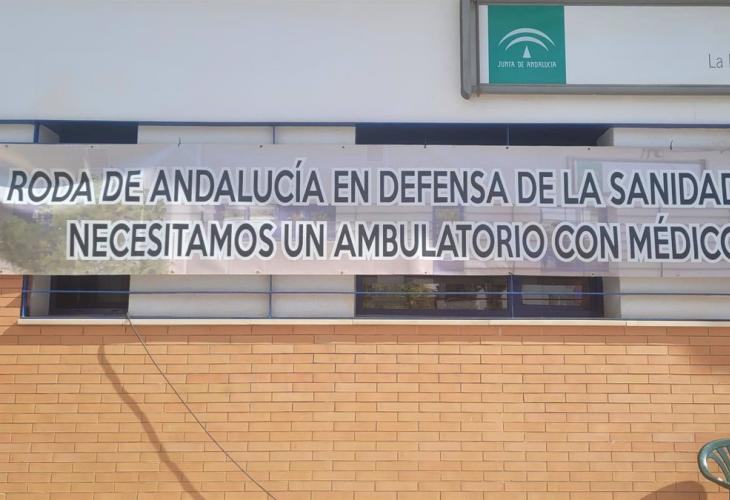 JUNTA DE ANDALUCIA
La
RODA DE ANDALUCÍA EN DEFENSA DE LA SANIDAD
NECESITAMOS UN AMBULATORIO CON MÉDICO